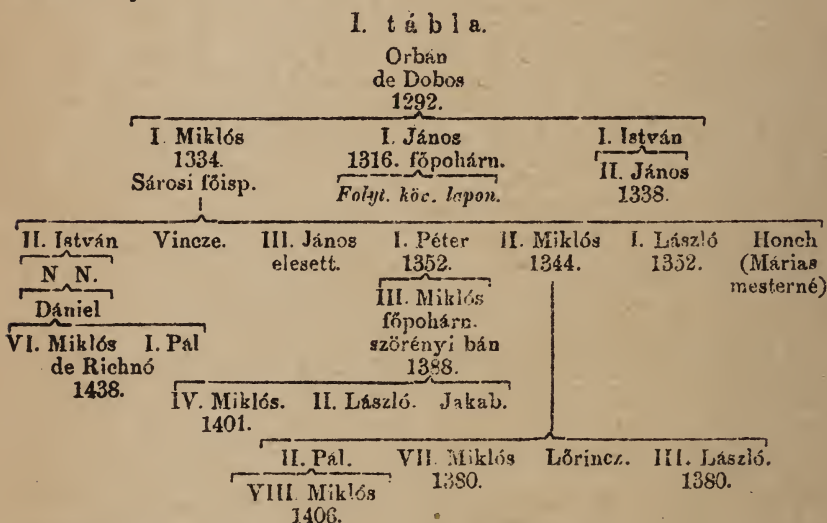 I. tábla.
Orbán
de Dobos
1292.
I. Miklós I. János I. István
1334. 1316. főpohárn. II. János
Sárosi főisp. Folyt. köv. lapon. 1338.
II. István Vincze. III. János I. Péter II. Miklós I. László Honch
N N. elesett. 1352. 1344. 1352. (Márias
Dániel III. Miklós mesterné)
VI. Miklós I. Pál főpohárn.
de Richnó szörényi bán
1438. 1388.
IV. Miklós. II. László. Jakab.
1401.
II. Pál. VII. Miklós Lőrincz. III. László.
VIII. Miklós 1380. 1380.
1406.